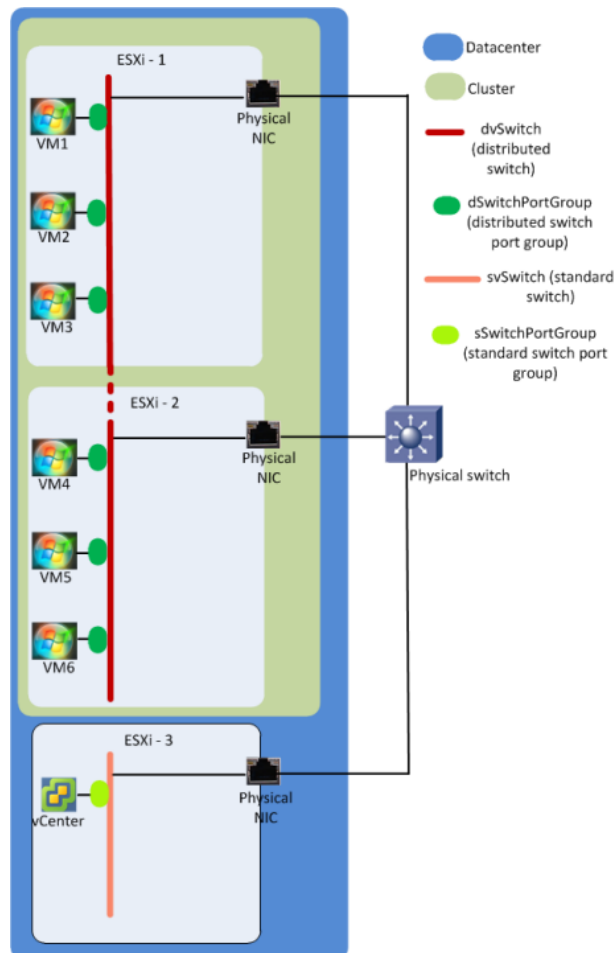 ESXi - 1
Physical
NIC
VM1
VM2
VM3
ESXi - 2
Physical
NIC
VM4
VM5
VM6
ESXi - 3
Physical
NIC
vCenter
Physical switch
Datacenter
Cluster
dvSwitch
(distributed
switch)
dSwitchPortGroup
(distributed switch
port group)
svSwitch (standard
switch)
sSwitchPortGroup
(standard switch port
group)